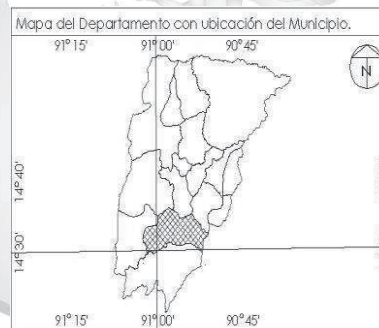 Mapa del Departamento con ubicación del Municipio.
91°15' 91°00' 90°45'
N
14°40'
14°30'
91°15' 91°00' 90°45'